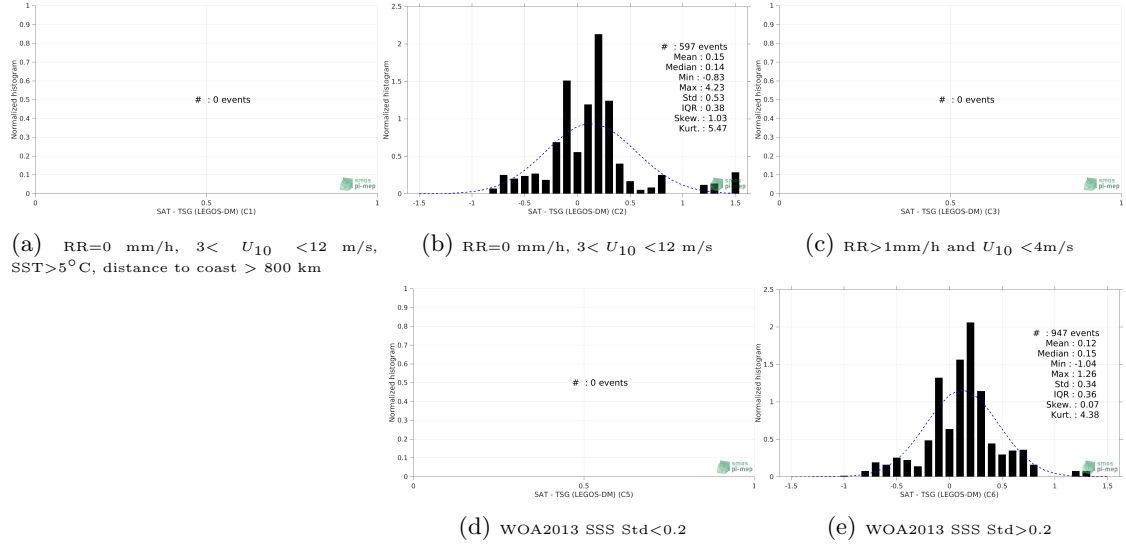 1
0.9
0.8
0.7
0.6
0.5
0.4
0.3
0.2
0.1
0
Normalized histogram
# : 0 events
smos
pi-mep
0 0.5 1
SAT - TSG (LEGOS-DM) (C1)
(a) RR=0 mm/h, 3< U10 <12 m/s,
SST>5°C, distance to coast > 800 km
2.5
2
1.5
1
0.5
0
Normalized histogram
# : 597 events
Mean : 0.15
Median : 0.14
Min : -0.83
Max : 4.23
Std : 0.53
IQR : 0.38
Skew. : 1.03
Kurt. : 5.47
smos
pi-mep
-1.5 -1 -0.5 0 0.5 1 1.5
SAT - TSG (LEGOS-DM) (C2)
(b) RR=0 mm/h, 3< U10 <12 m/s
1
0.9
0.8
0.7
0.6
0.5
0.4
0.3
0.2
0.1
0
Normalized histogram
# : 0 events
smos
pi-mep
0 0.5 1
SAT - TSG (LEGOS-DM) (C3)
(c) RR>1mm/h and U10 <4m/s
1
0.9
0.8
0.7
0.6
0.5
0.4
0.3
0.2
0.1
0
Normalized histogram
# : 0 events
smos
pi-mep
0 0.5 1
SAT - TSG (LEGOS-DM) (C5)
(d) WOA2013 SSS Std<0.2
2.5
2
1.5
1
0.5
0
Normalized histogram
# : 947 events
Mean : 0.12
Median : 0.15
Min : -1.04
Max : 1.26
Std : 0.34
IQR : 0.36
Skew. : 0.07
Kurt. : 4.38
smos
pi-mep
-1.5 -1 -0.5 0 0.5 1 1.5
SAT - TSG (LEGOS-DM) (C6)
(e) WOA2013 SSS Std>0.2